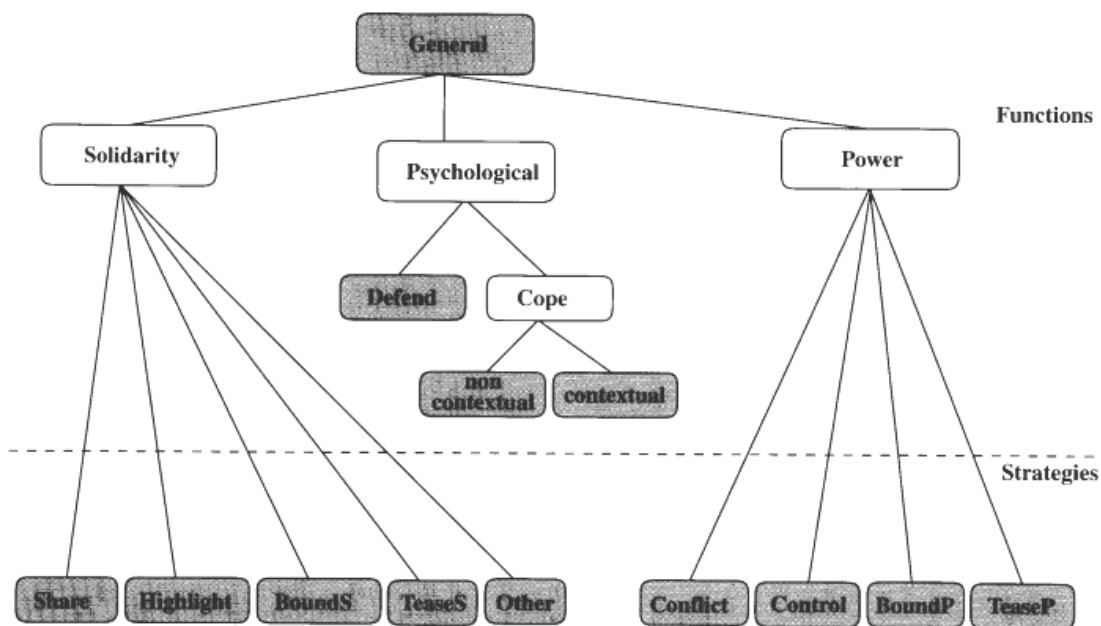 General
Functions
Solidarity
Psychological
Power
Defend
Cope
non
contextual
contextual
Strategies
Share
Highlight
BoundS
TeaseS
Other
Conflict
Control
BoundP
TeaseP